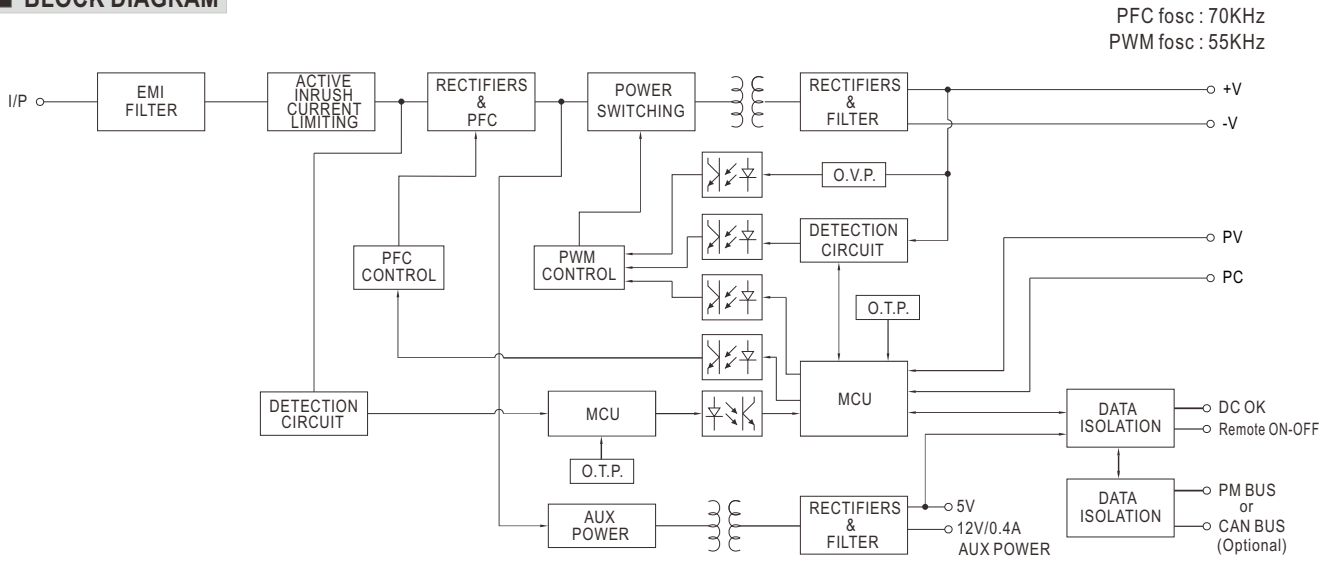 ■ BLOCK DIAGRAM
PFC fosc : 70KHz
PWM fosc : 55KHz
I/P
EMI
FILTER
ACTIVE
INRUSH
CURRENT
LIMITING
RECTIFIERS
&
PFC
POWER
SWITCHING
RECTIFIERS
&
FILTER
+V
-V
O.V.P.
DETECTION
CIRCUIT
PFC
CONTROL
PWM
CONTROL
PV
PC
O.T.P.
MCU
DETECTION
CIRCUIT
MCU
O.T.P.
DATA
ISOLATION
DC OK
Remote ON-OFF
DATA
ISOLATION
PM BUS
or
CAN BUS
(Optional)
AUX
POWER
RECTIFIERS
&
FILTER
5V
12V/0.4A
AUX POWER